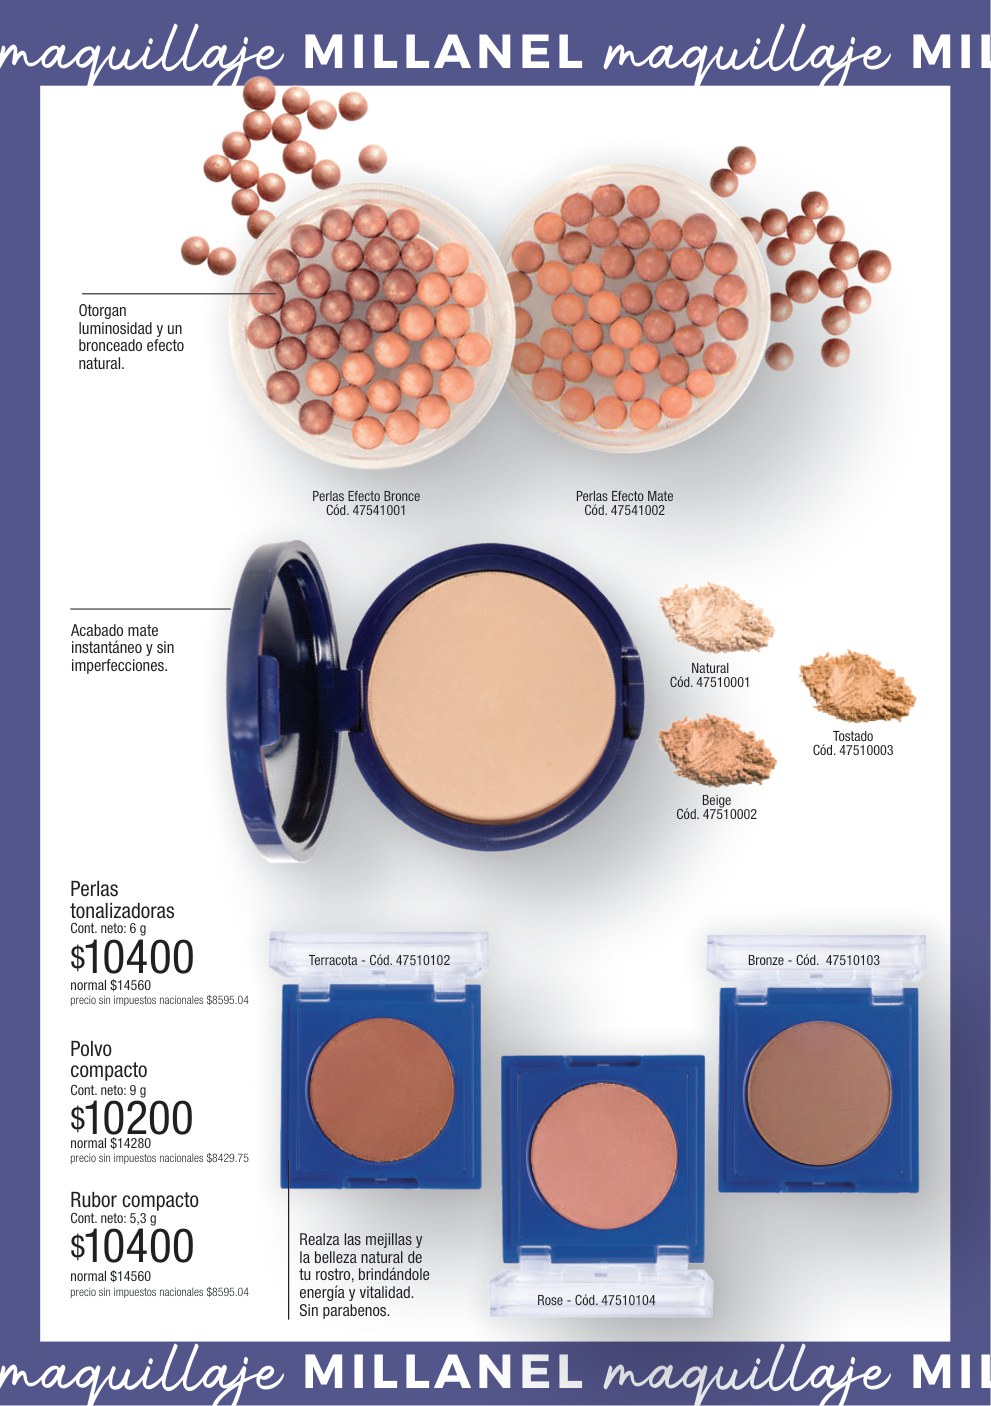 maquillaje MILLANEL maquillaje MIL
Otorgan
luminosidad y un
bronceado efecto
natural.
Perlas Efecto Bronce
Cód. 47541001
Perlas Efecto Mate
Cód. 47541002
Acabado mate
instantáneo y sin
imperfecciones.
Natural
Cód. 47510001
Tostado
Cód. 47510003
Beige
Cód. 47510002
Perlas
tonalizadoras
Cont. neto: 6 g
$10400
normal $14560
precio sin impuestos nacionales $8595.04
Polvo
compacto
Cont. neto: 9 g
$10200
normal $14280
precio sin impuestos nacionales $8429.75
Rubor compacto
Cont. neto: 5,3 g
$10400
normal $14560
precio sin impuestos nacionales $8595.04
Terracota - Cód. 47510102
Bronze - Cód. 47510103
Realza las mejillas y
la belleza natural de
tu rostro, brindándole
energía y vitalidad.
Sin parabenos.
Rose - Cód. 47510104
maquillaje MILLANEL maquillaje MIL